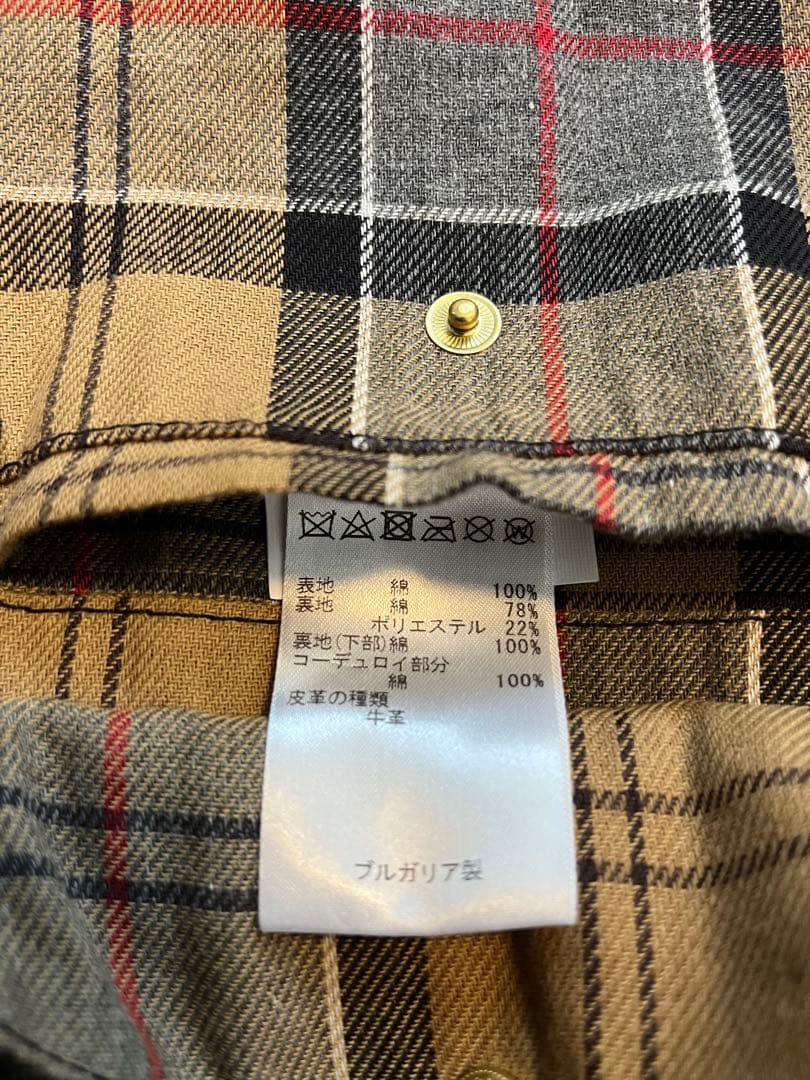 表地 綿 100%
裏地 綿 78%
ポリエステル 22%
裏地(下部)綿 100%
コーデュロイ部分
綿 100%
皮革の種類
牛革
ブルガリア製